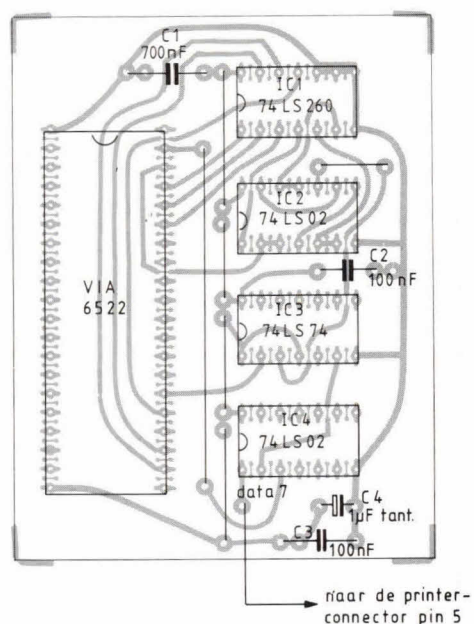 C1
700nF
IC1
74LS260
IC2
74LS02
VIA
6522
C2
100nF
IC3
74LS74
IC4
74LS02
data 7
C4
1µF tant.
C3
100nF
naar de printer-
connector pin 5